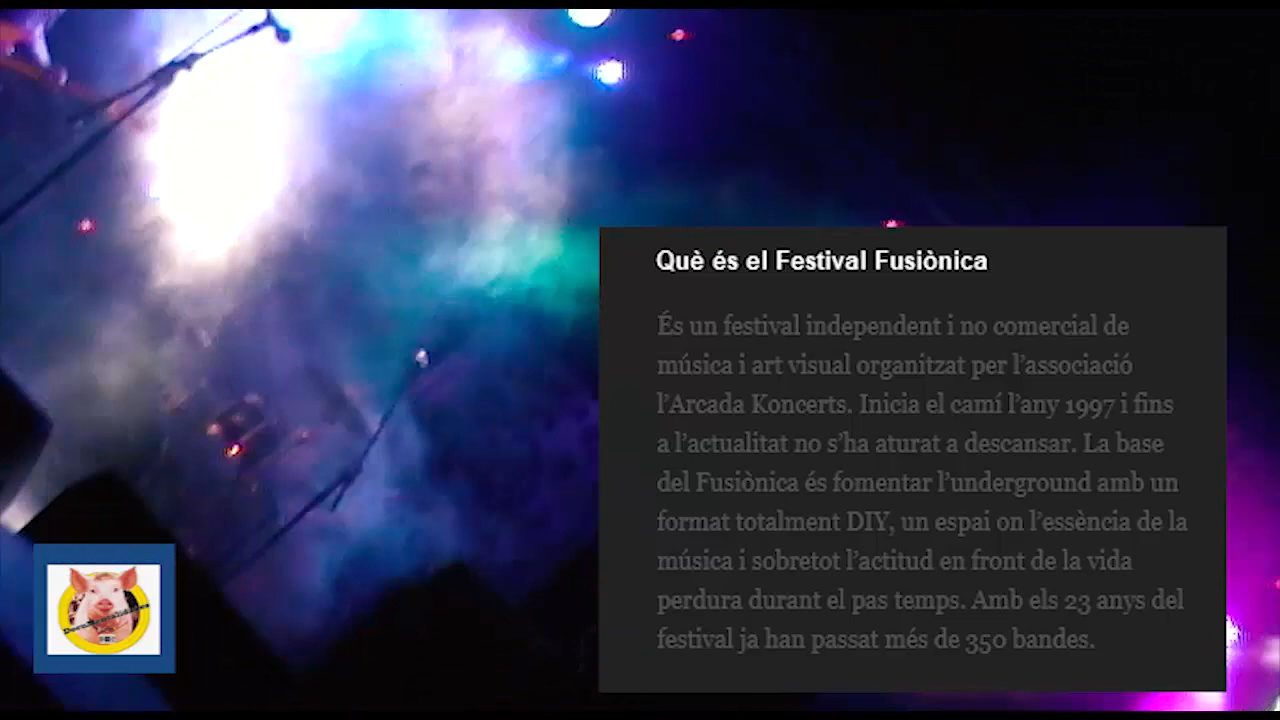 Què és el Festival Fusiònica
És un festival independent i no comercial de
música i art visual organitzat per l’associació
l’Arcada Koncerts. Inicia el camí l’any 1997 i fins
a l’actualitat no s’ha aturat a descansar. La base
del Fusiònica és fomentar l’underground amb un
format totalment DIY, un espai on l’essència de la
música i sobretot l’actitud en front de la vida
perdura durant el pas temps. Amb els 23 anys del
festival ja han passat més de 350 bandes.